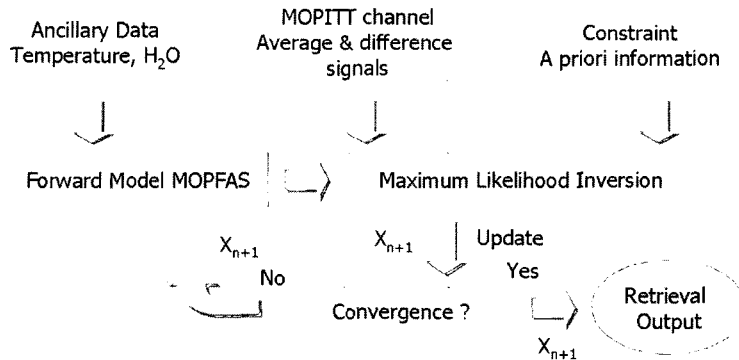 Ancillary Data
Temperature, H₂O
MOPITT channel
Average & difference
signals
Constraint
A priori information
Forward Model MOPFAS
Maximum Likelihood Inversion
Xₙ₊₁
No
Xₙ₊₁
Update
Yes
Convergence ?
Xₙ₊₁
Retrieval
Output